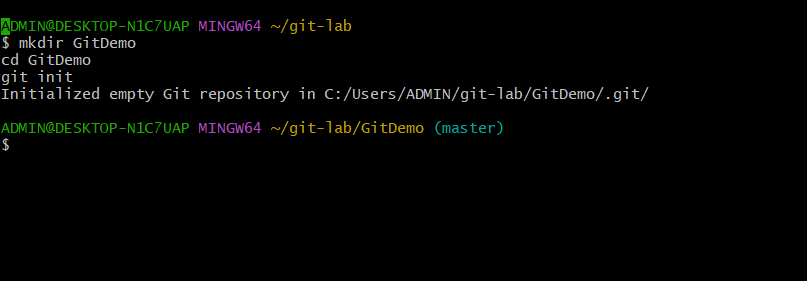 ADMIN@DESKTOP-N1C7UAP MINGW64 ~/git-lab
$ mkdir GitDemo
cd GitDemo
git init
Initialized empty Git repository in C:/Users/ADMIN/git-lab/GitDemo/.git/
ADMIN@DESKTOP-N1C7UAP MINGW64 ~/git-lab/GitDemo (master)
$